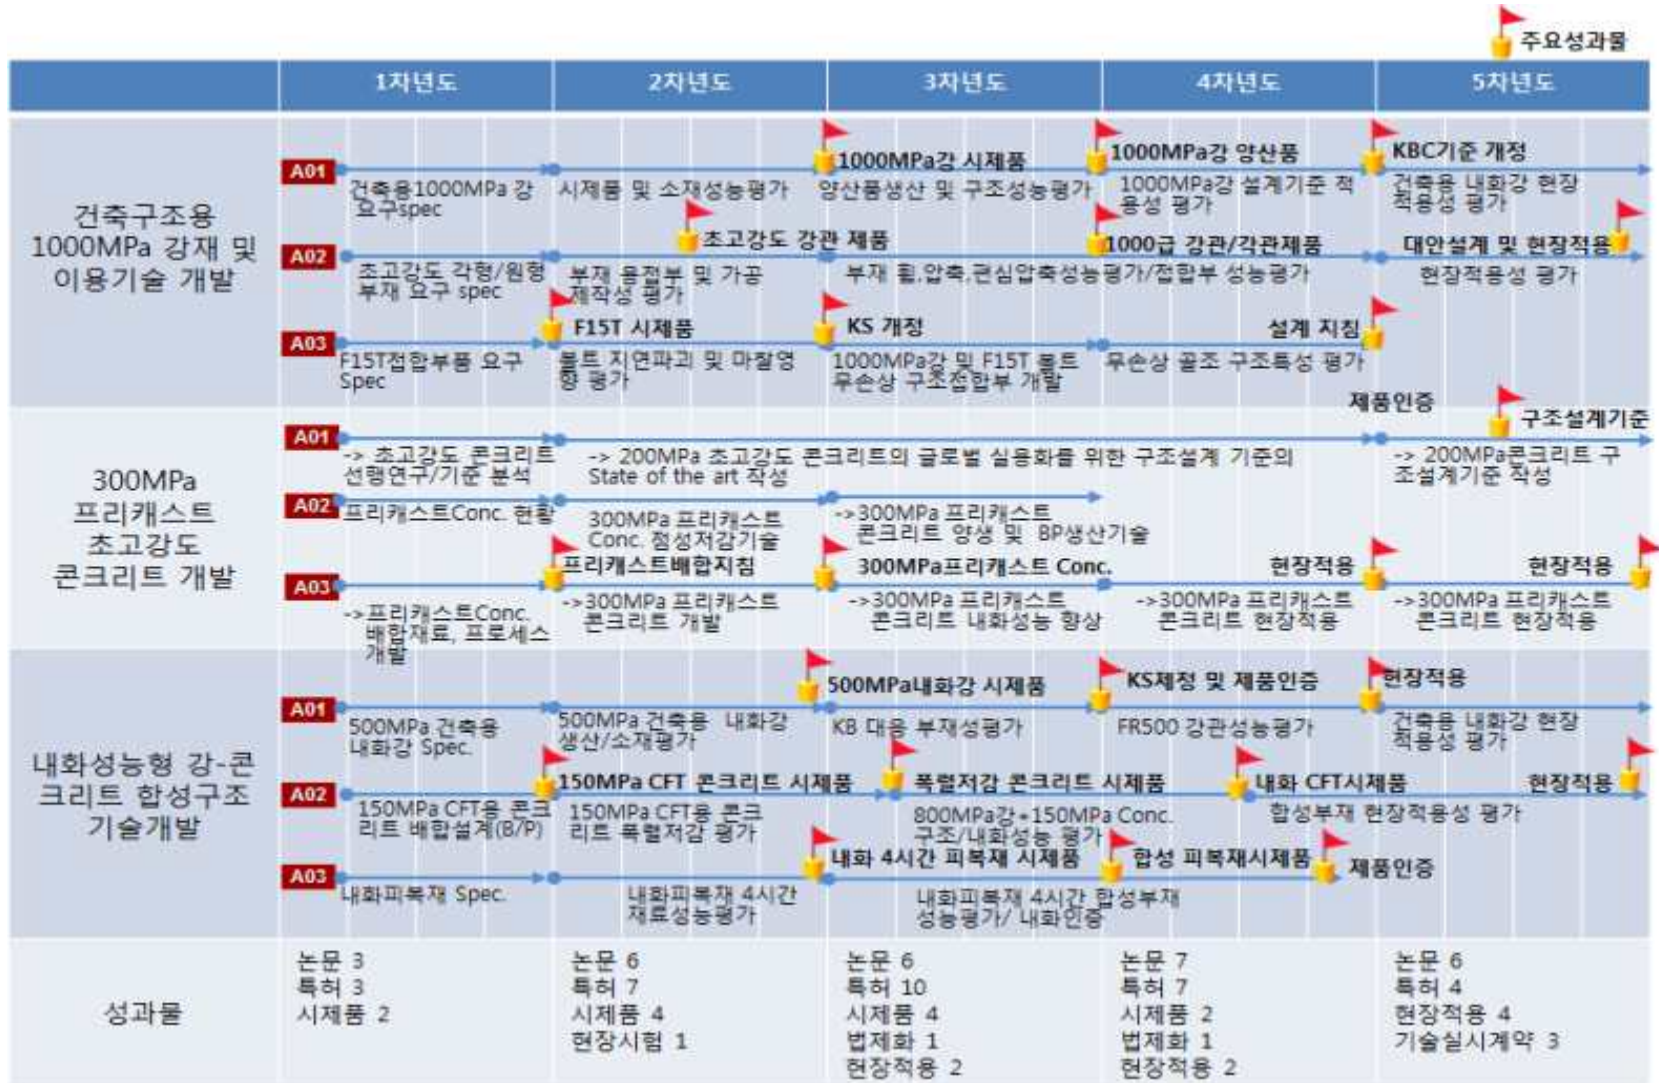 주요성과물
1차년도
2차년도
3차년도
4차년도
5차년도
건축구조용
1000MPa 강재 및
이용기술 개발
A01
1000MPa강 시제품
1000MPa강 양산품
KBC기준 개정
건축용1000MPa 강
요구spec
시제품 및 소재성능평가
양산품생산 및 구조성능평가
1000MPa강 설계기준 적
용성 평가
건축용 내화강 현장
적용성 평가
A02
초고강도 강관 제품
1000급 강관/각관제품
대안설계 및 현장적용
초고강도 각형/원형
부재 요구 spec
부재 용접부 및 가공
제작성 평가
부재 휨,압축,편심압축성능평가/접합부 성능평가
현장적용성 평가
A03
F15T 시제품
KS 개정
설계 지침
F15T접합부품 요구
Spec
볼트 지연파괴 및 마찰영
향 평가
1000MPa강 및 F15T 볼트
무손상 구조접합부 개발
무손상 골조 구조특성 평가
300MPa
프리캐스트
초고강도
콘크리트 개발
제품인증
구조설계기준
A01
-> 초고강도 콘크리트
선행연구/기준 분석
-> 200MPa 초고강도 콘크리트의 글로벌 실용화를 위한 구조설계 기준의
State of the art 작성
-> 200MPa콘크리트 구
조설계기준 작성
A02
프리캐스트Conc. 현황
300MPa 프리캐스트
Conc. 점성저감기술
->300MPa 프리캐스트
콘크리트 양생 및 BP생산기술
A03
프리캐스트배합지침
300MPa프리캐스트 Conc.
현장적용
현장적용
->프리캐스트Conc.
배합재료, 프로세스
개발
->300MPa 프리캐스트
콘크리트 개발
->300MPa 프리캐스트
콘크리트 내화성능 향상
->300MPa 프리캐스트
콘크리트 현장적용
->300MPa 프리캐스트
콘크리트 현장적용
내화성능형 강-콘
크리트 합성구조
기술개발
A01
500MPa내화강 시제품
KS제정 및 제품인증
현장적용
500MPa 건축용
내화강 Spec.
500MPa 건축용 내화강
생산/소재평가
KB 대응 부재성평가
FR500 강관성능평가
건축용 내화강 현장
적용성 평가
A02
150MPa CFT 콘크리트 시제품
폭렬저감 콘크리트 시제품
내화 CFT시제품
현장적용
150MPa CFT용 콘크
리트 배합설계(B/P)
150MPa CFT용 콘크
리트 폭렬저감 평가
800MPa강+150MPa Conc.
구조/내화성능 평가
합성부재 현장적용성 평가
A03
내화 4시간 피복재 시제품
합성 피복재시제품
제품인증
내화피복재 Spec.
내화피복재 4시간
재료성능평가
내화피복재 4시간 합성부재
성능평가/ 내화인증
성과물
논문 3
특허 3
시제품 2
논문 6
특허 7
시제품 4
현장시험 1
논문 6
특허 10
시제품 4
법제화 1
현장적용 2
논문 7
특허 7
시제품 2
법제화 1
현장적용 2
논문 6
특허 4
현장적용 4
기술실시계약 3